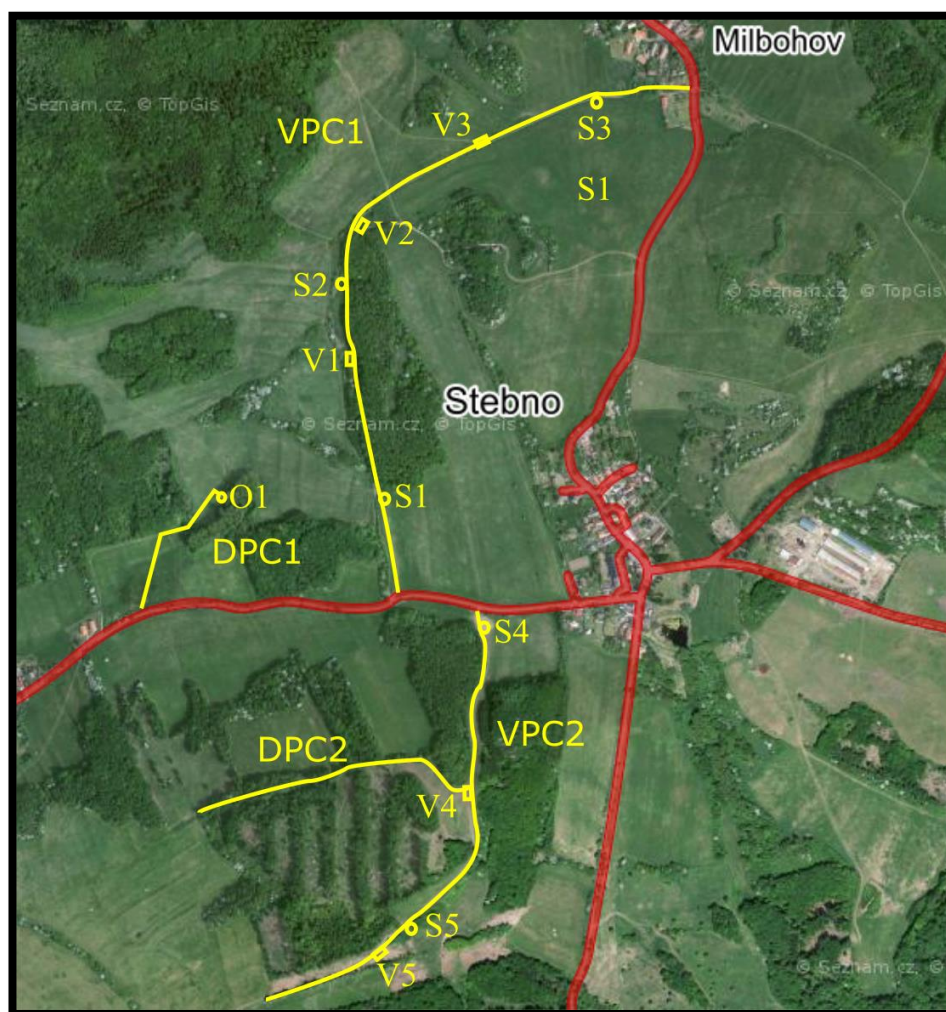 Milbohov
Seznam.cz, © TopGis
VPC1
V3
S3
S1
V2
S2
© Seznam.cz, © TopGis
V1
Stebno
© Seznam.cz, © TopGis
O1
S1
DPC1
S4
DPC2
VPC2
V4
S5
V5
© Seznam.cz, ©